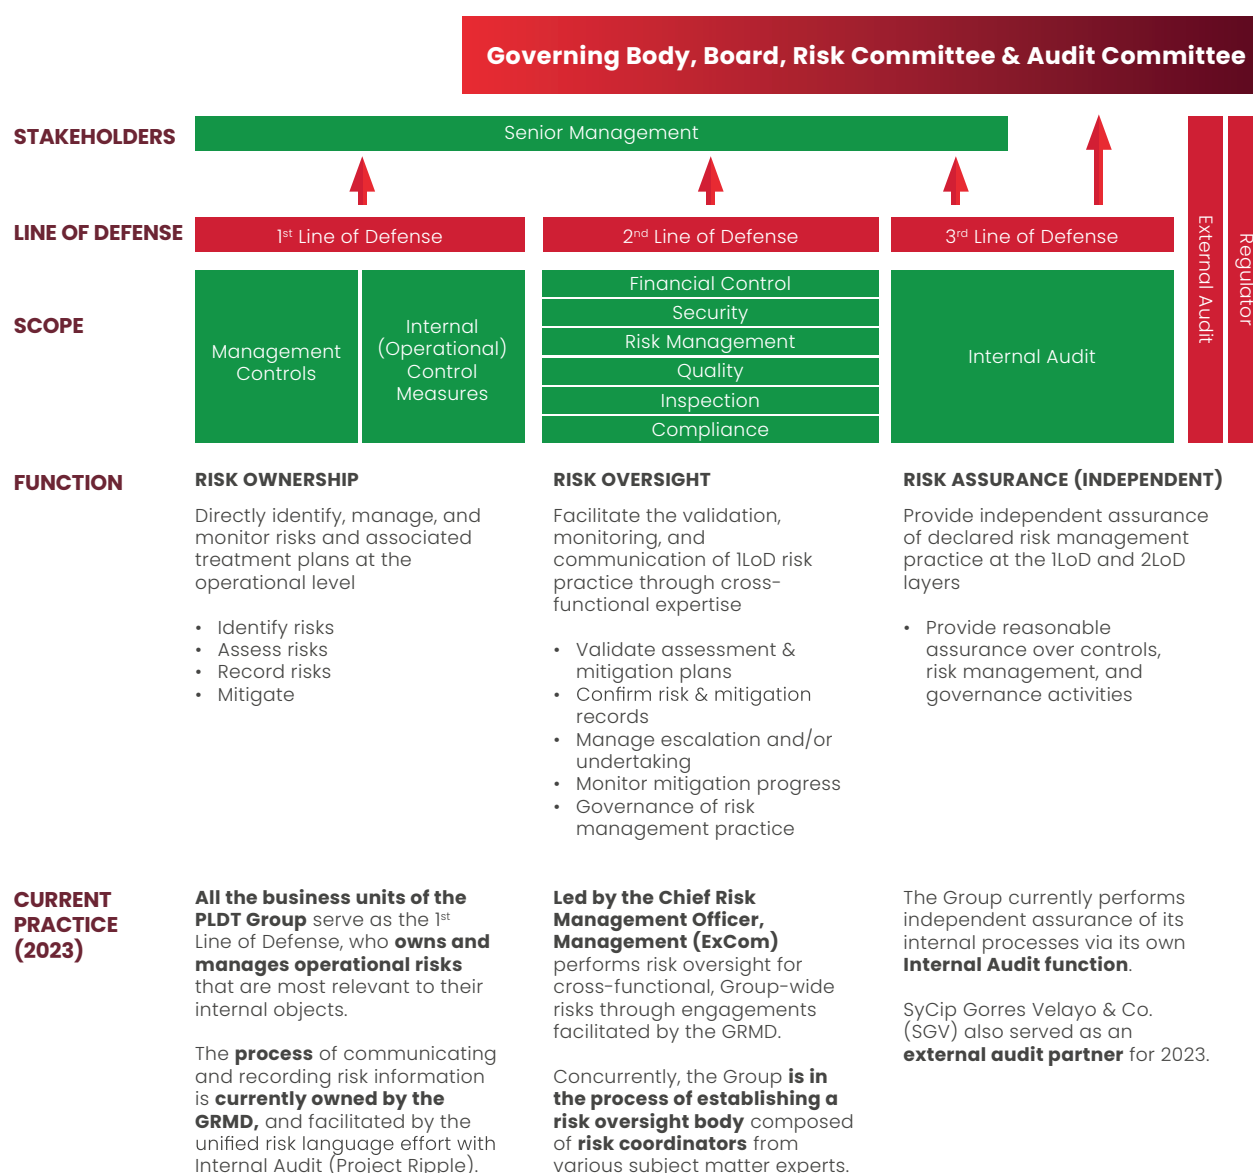 Governing Body, Board, Risk Committee & Audit Committee
STAKEHOLDERS
Senior Management
LINE OF DEFENSE
1st Line of Defense
2nd Line of Defense
3rd Line of Defense
External Audit
Regulator
SCOPE
Management
Controls
Internal
(Operational)
Control
Measures
Financial Control
Security
Risk Management
Quality
Inspection
Compliance
Internal Audit
FUNCTION
RISK OWNERSHIP
Directly identify, manage, and
monitor risks and associated
treatment plans at the
operational level
• Identify risks
• Assess risks
• Record risks
• Mitigate
RISK OVERSIGHT
Facilitate the validation,
monitoring, and
communication of 1LoD risk
practice through cross-
functional expertise
• Validate assessment &
mitigation plans
• Confirm risk & mitigation
records
• Manage escalation and/or
undertaking
• Monitor mitigation progress
• Governance of risk
management practice
RISK ASSURANCE (INDEPENDENT)
Provide independent assurance
of declared risk management
practice at the 1LoD and 2LoD
layers
• Provide reasonable
assurance over controls,
risk management, and
governance activities
CURRENT
PRACTICE
(2023)
All the business units of the
PLDT Group serve as the 1st
Line of Defense, who owns and
manages operational risks
that are most relevant to their
internal objects.
The process of communicating
and recording risk information
is currently owned by the
GRMD, and facilitated by the
unified risk language effort with
Internal Audit (Project Ripple).
Led by the Chief Risk
Management Officer,
Management (ExCom)
performs risk oversight for
cross-functional, Group-wide
risks through engagements
facilitated by the GRMD.
Concurrently, the Group is in
the process of establishing a
risk oversight body composed
of risk coordinators from
various subject matter experts.
The Group currently performs
independent assurance of its
internal processes via its own
Internal Audit function.
SyCip Gorres Velayo & Co.
(SGV) also served as an
external audit partner for 2023.